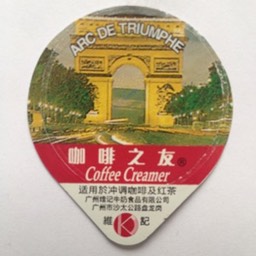 ARC DE TRIUMPHE
咖啡之友®
Coffee Creamer
适用於冲调咖啡及红茶
广州维记牛奶食品有限公司
广州市沙太公路盘龙岗
維 K 記